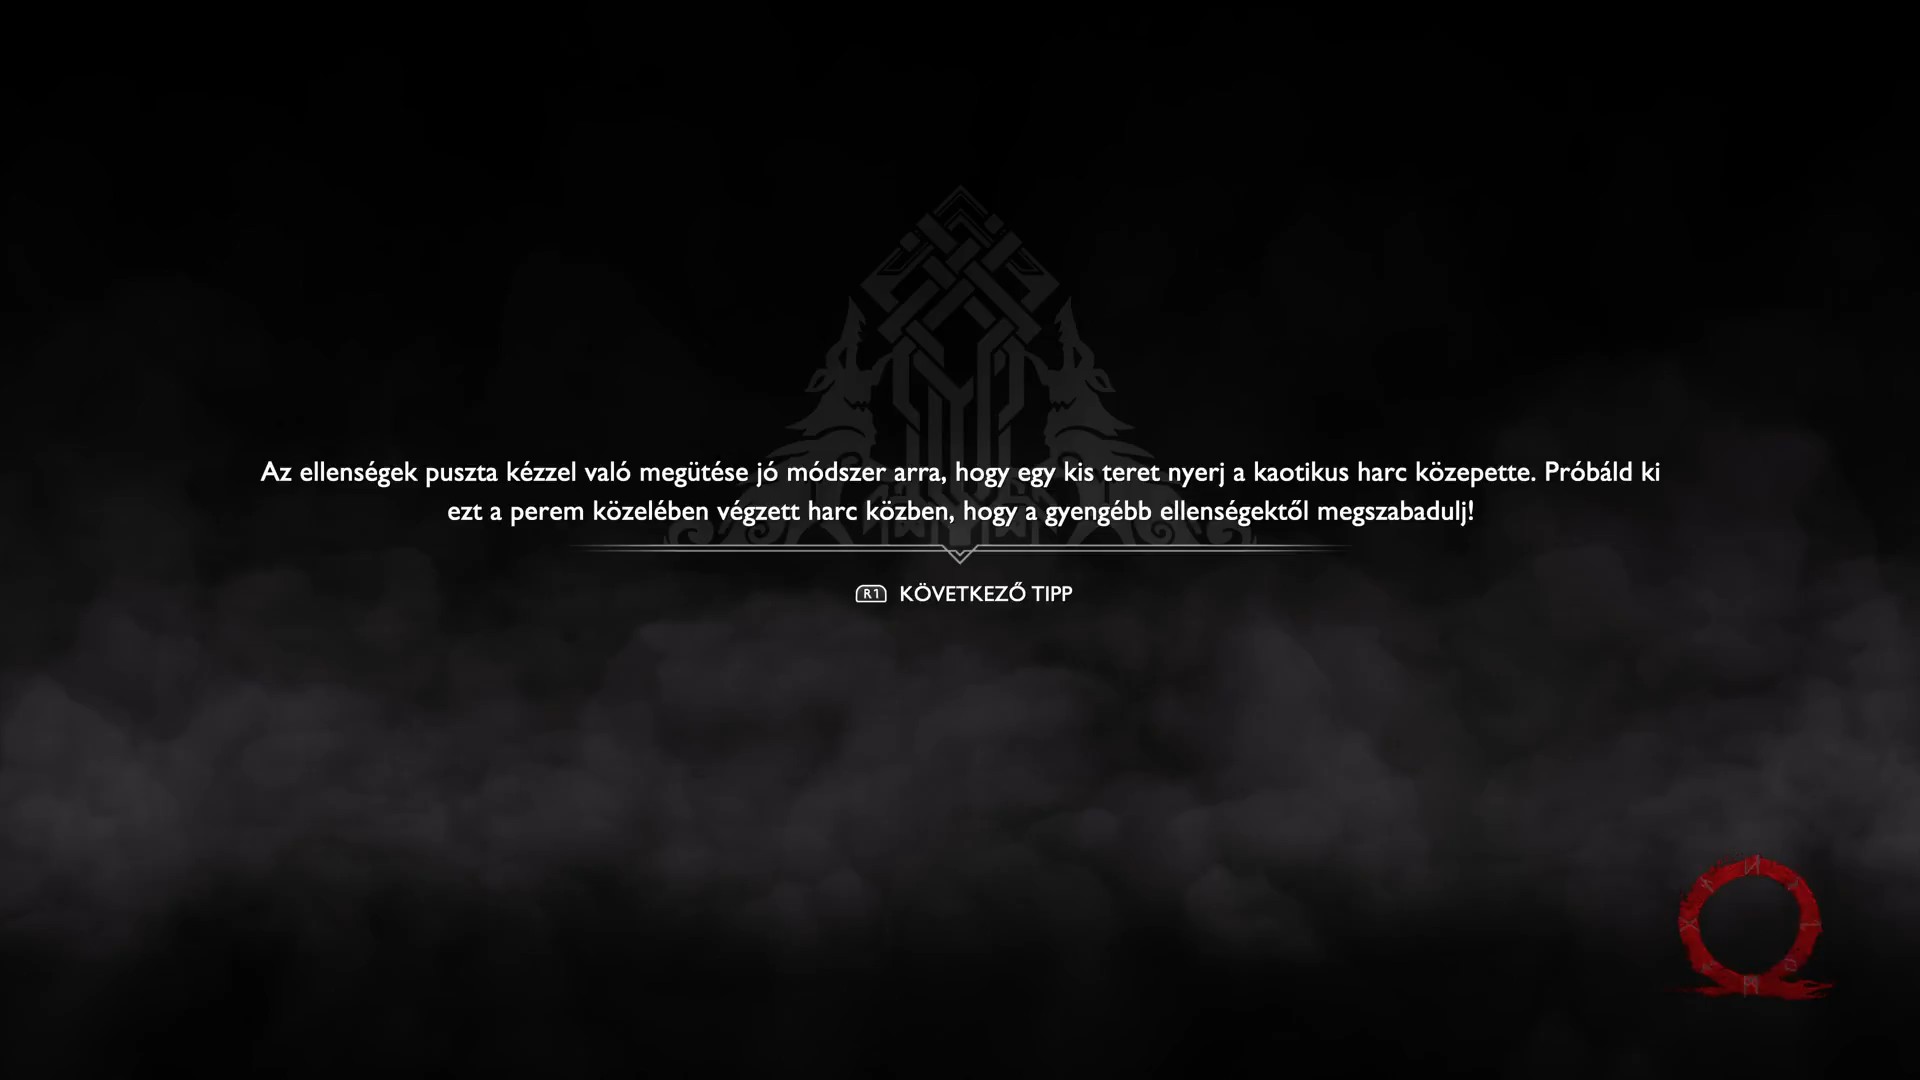 Az ellenségek puszta kézzel való megütése jó módszer arra, hogy egy kis teret nyerj a kaotikus harc közepette. Próbáld ki
ezt a perem közelében végzett harc közben, hogy a gyengébb ellenségektől megszabadulj!
R1 KÖVETKEZŐ TIPP